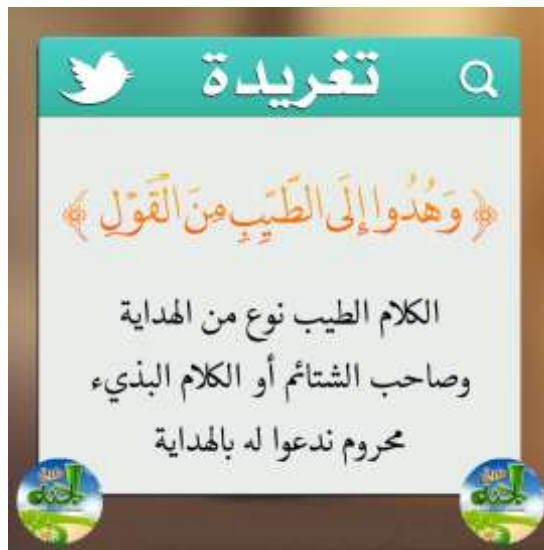 تغريدة
﴿ وَهُدُوا إِلَى الطَّيِّبِ مِنَ الْقَوْلِ ﴾
الكلام الطيب نوع من الهداية
وصاحب الشتائم أو الكلام البذيء
محروم ندعوا له بالهداية